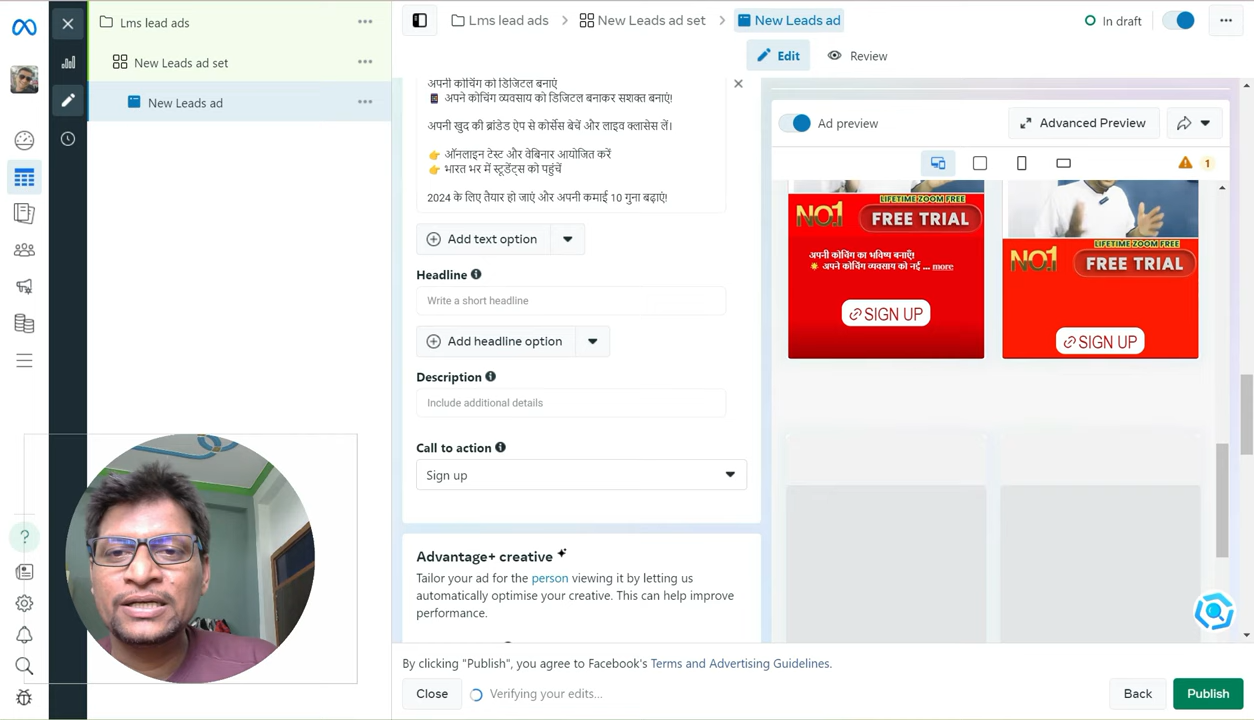 Lms lead ads
New Leads ad set
New Leads ad
Lms lead ads
New Leads ad set
New Leads ad
In draft
Edit
Review
अपनी कोचिंग को डिजिटल बनाएं
अपने कोचिंग व्यवसाय को डिजिटल बनाकर सशक्त बनाएं!
अपनी खुद की ब्रांडेड ऐप से कोर्सेस बेचें और लाइव क्लासेस लें।
👉 ऑनलाइन टेस्ट और वेबिनार आयोजित करें
👉 भारत भर में स्टूडेंट्स को पहुंचें
2024 के लिए तैयार हो जाएं और अपनी कमाई 10 गुना बढ़ाएं!
Add text option
Headline
Write a short headline
Add headline option
Description
Include additional details
Call to action
Sign up
Advantage+ creative
Tailor your ad for the person viewing it by letting us
automatically optimise your creative. This can help improve
performance.
Ad preview
Advanced Preview
1
LIFETIME ZOOM FREE
NO.1 FREE TRIAL
अपनी कोचिंग का भविष्य बनाएँ!
🌟 अपने कोचिंग व्यवसाय को नई ... more
SIGN UP
LIFETIME ZOOM FREE
NO.1 FREE TRIAL
SIGN UP
By clicking "Publish", you agree to Facebook's Terms and Advertising Guidelines.
Close
Verifying your edits...
Back
Publish